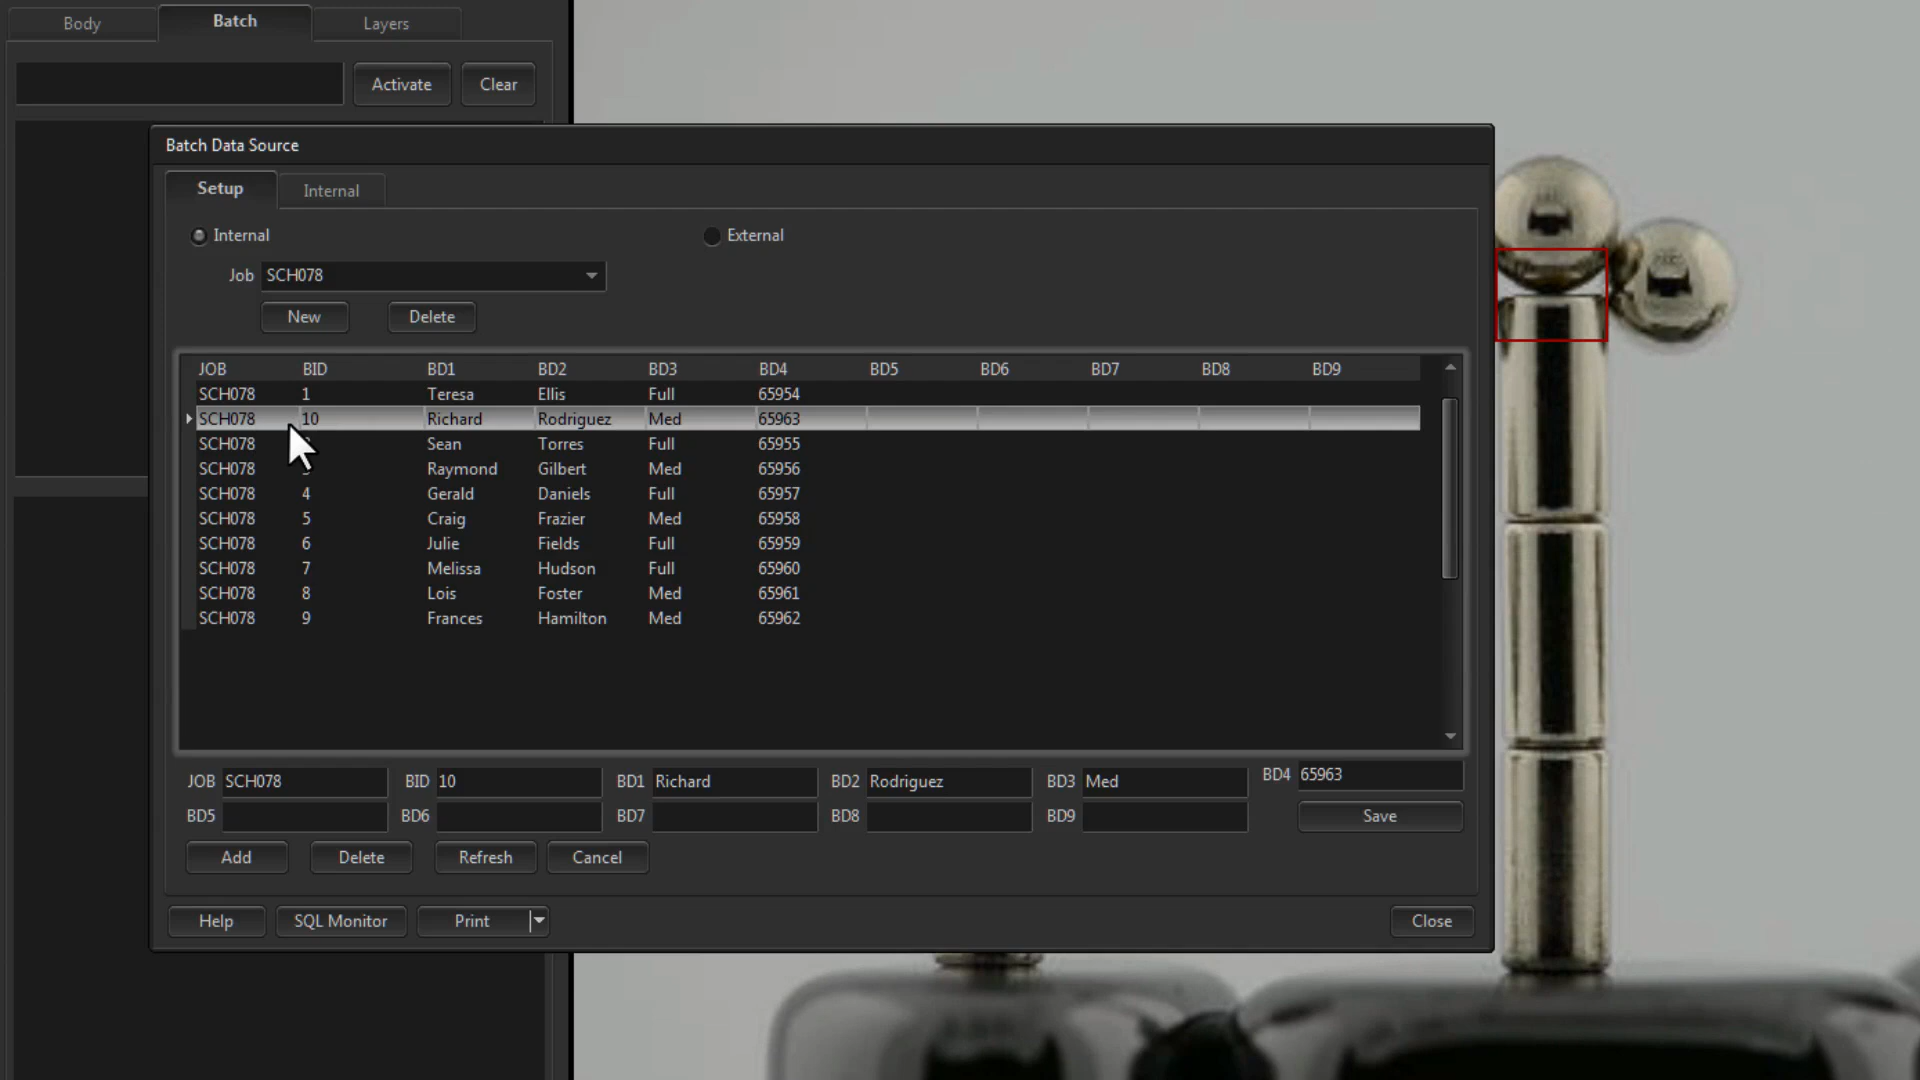 Body Batch Layers
Activate Clear
Batch Data Source
Setup Internal
Internal External
Job SCH078
New Delete
JOB BID BD1 BD2 BD3 BD4 BD5 BD6 BD7 BD8 BD9
SCH078 1 Teresa Ellis Full 65954
SCH078 10 Richard Rodriguez Med 65963
SCH078 Sean Torres Full 65955
SCH078 Raymond Gilbert Med 65956
SCH078 4 Gerald Daniels Full 65957
SCH078 5 Craig Frazier Med 65958
SCH078 6 Julie Fields Full 65959
SCH078 7 Melissa Hudson Full 65960
SCH078 8 Lois Foster Med 65961
SCH078 9 Frances Hamilton Med 65962
JOB SCH078 BID 10 BD1 Richard BD2 Rodriguez BD3 Med BD4 65963
BD5 BD6 BD7 BD8 BD9 Save
Add Delete Refresh Cancel
Help SQL Monitor Print Close